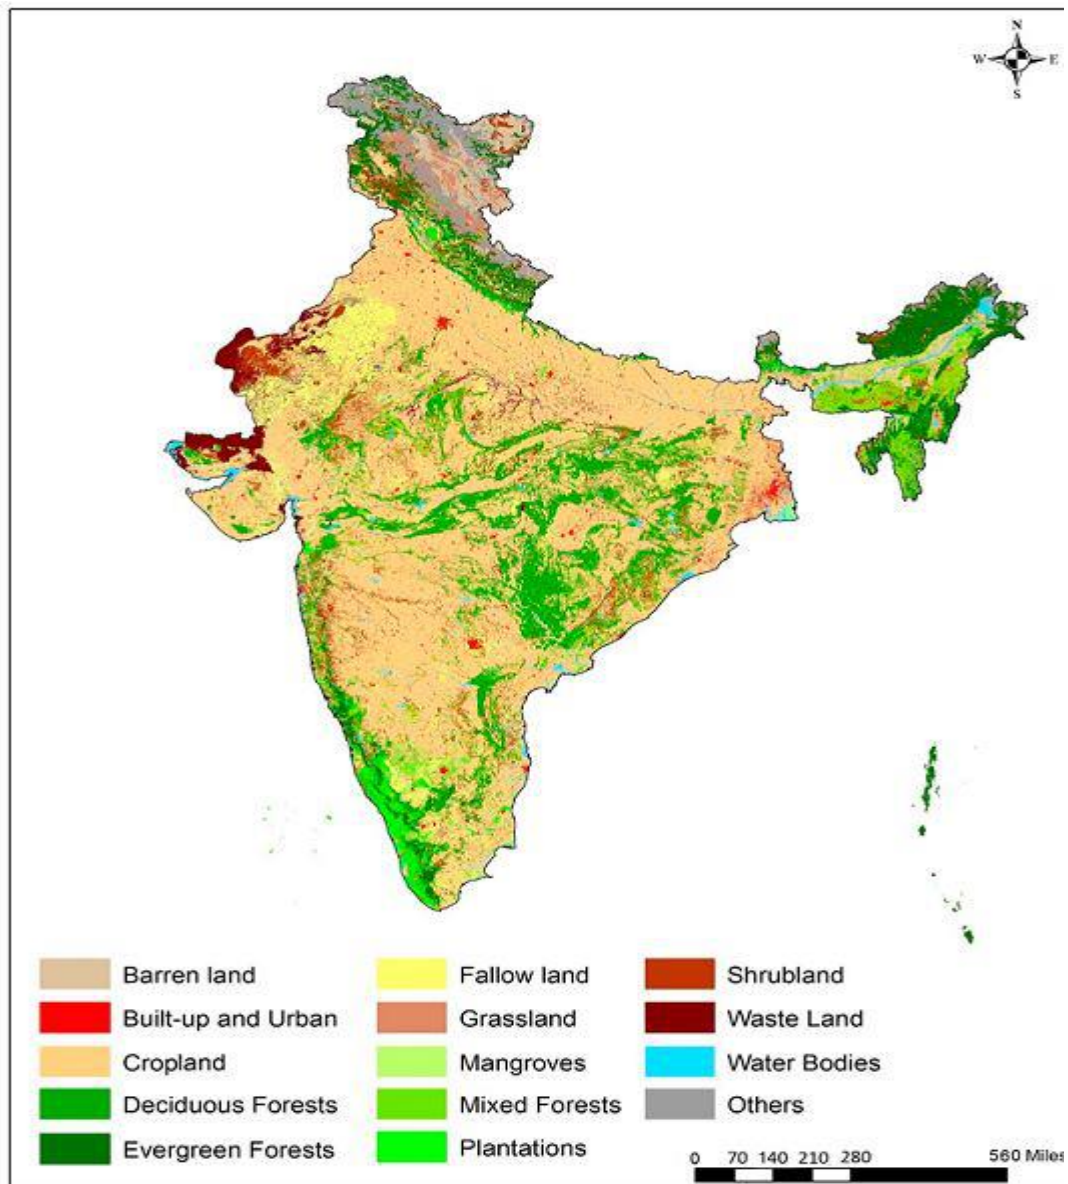 N
W E
S
Barren land
Built-up and Urban
Cropland
Deciduous Forests
Evergreen Forests
Fallow land
Grassland
Mangroves
Mixed Forests
Plantations
Shrubland
Waste Land
Water Bodies
Others
0 70 140 210 280 560 Miles